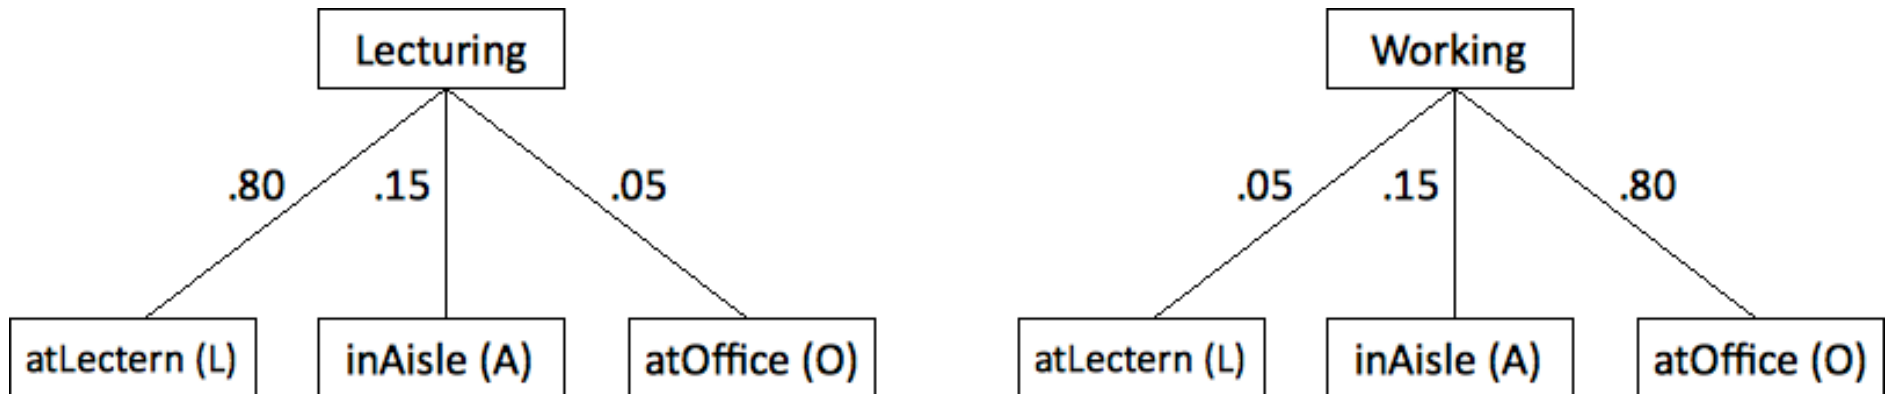 Lecturing Working
.80 .15 .05 .05 .15 .80
atLectern (L) inAisle (A) atOffice (O) atLectern (L) inAisle (A) atOffice (O)